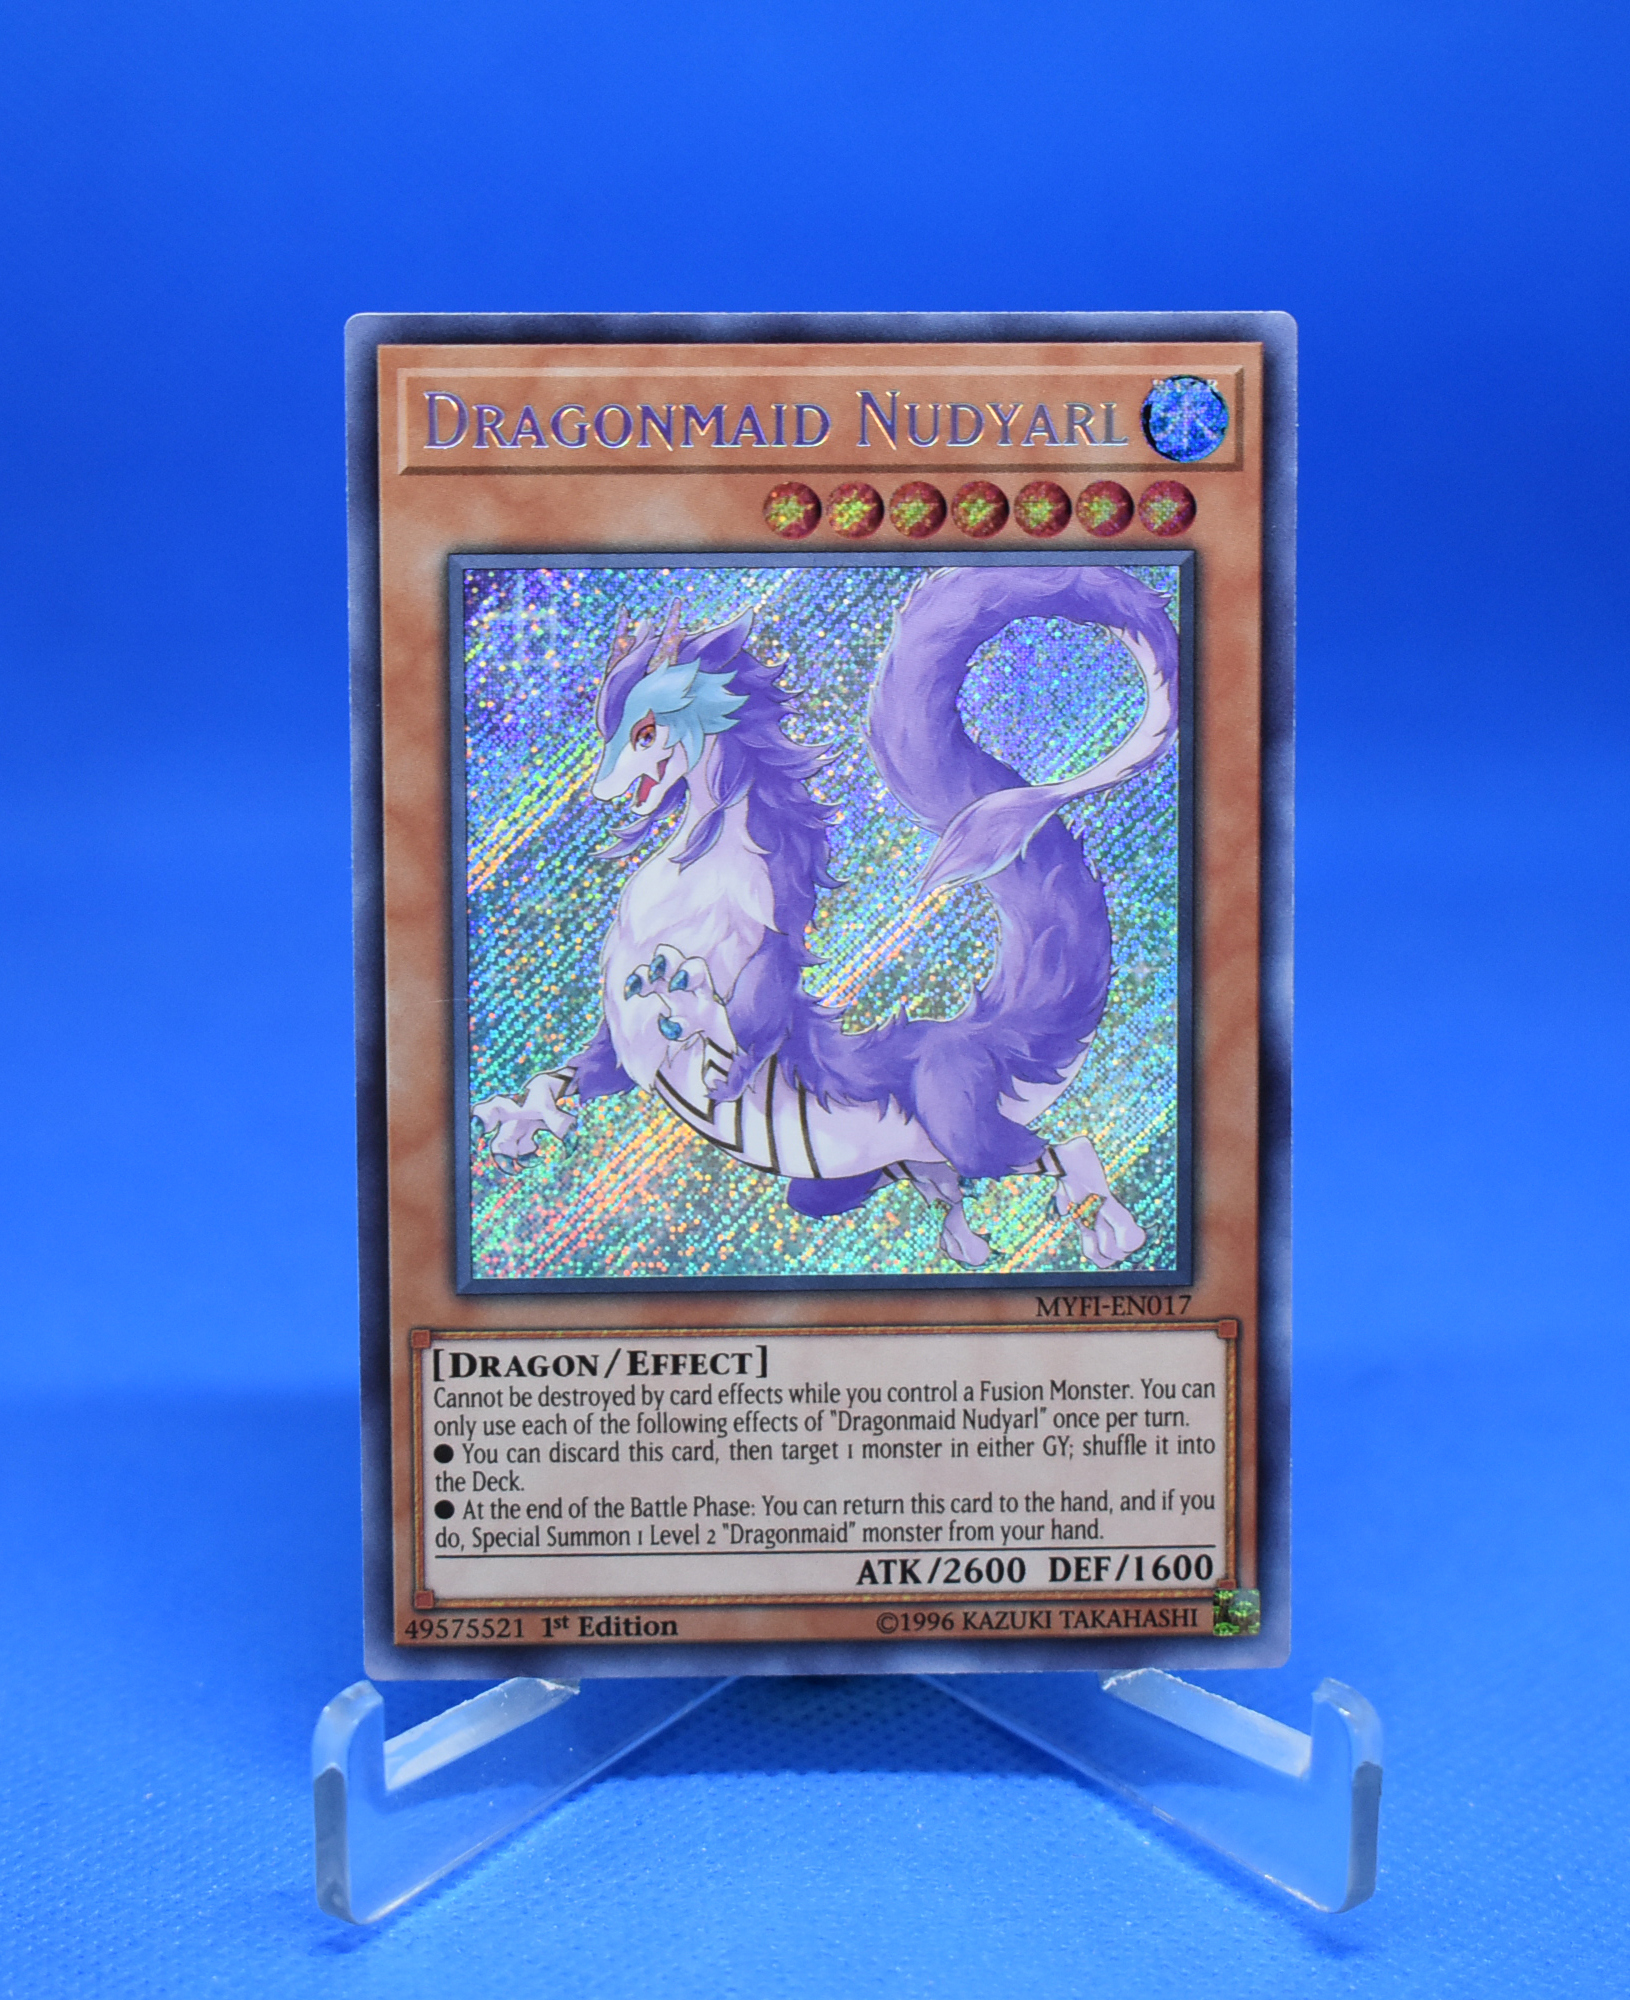 DRAGONMAID NUDYARL
水
MYFI-EN017
[DRAGON/EFFECT]
Cannot be destroyed by card effects while you control a Fusion Monster. You can
only use each of the following effects of "Dragonmaid Nudyarl" once per turn.
● You can discard this card, then target 1 monster in either GY; shuffle it into
the Deck.
● At the end of the Battle Phase: You can return this card to the hand, and if you
do, Special Summon 1 Level 2 "Dragonmaid" monster from your hand.
ATK/2600 DEF/1600
49575521 1st Edition ©1996 KAZUKI TAKAHASHI